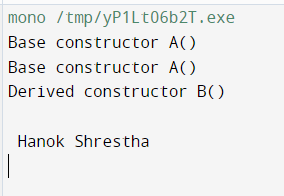 mono /tmp/yP1Lt06b2T.exe
Base constructor A()
Base constructor A()
Derived constructor B()
Hanok Shrestha